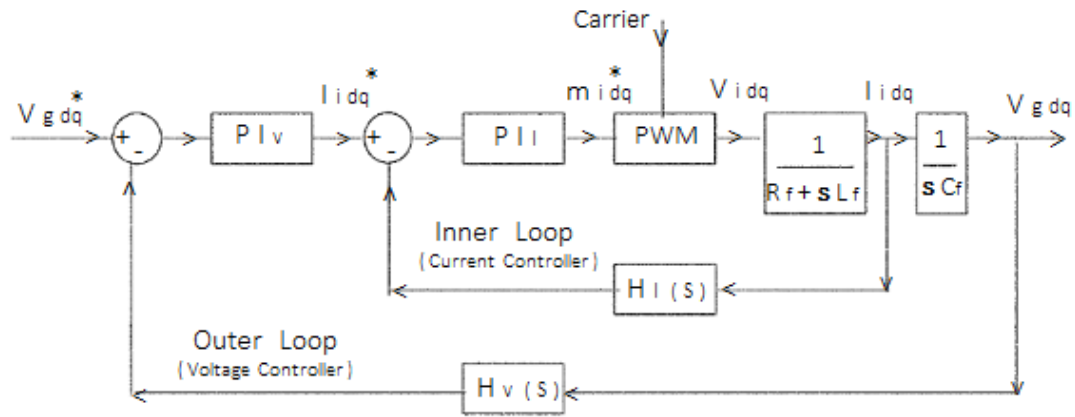 Carrier
V g dq*
I i dq*
m i dq*
V i dq
I i dq
V g dq
+
-
P I v
+
-
P I I
PWM
1
R f + s L f
1
s C f
Inner Loop
( Current Controller )
H I ( S )
Outer Loop
( Voltage Controller )
H v ( S )